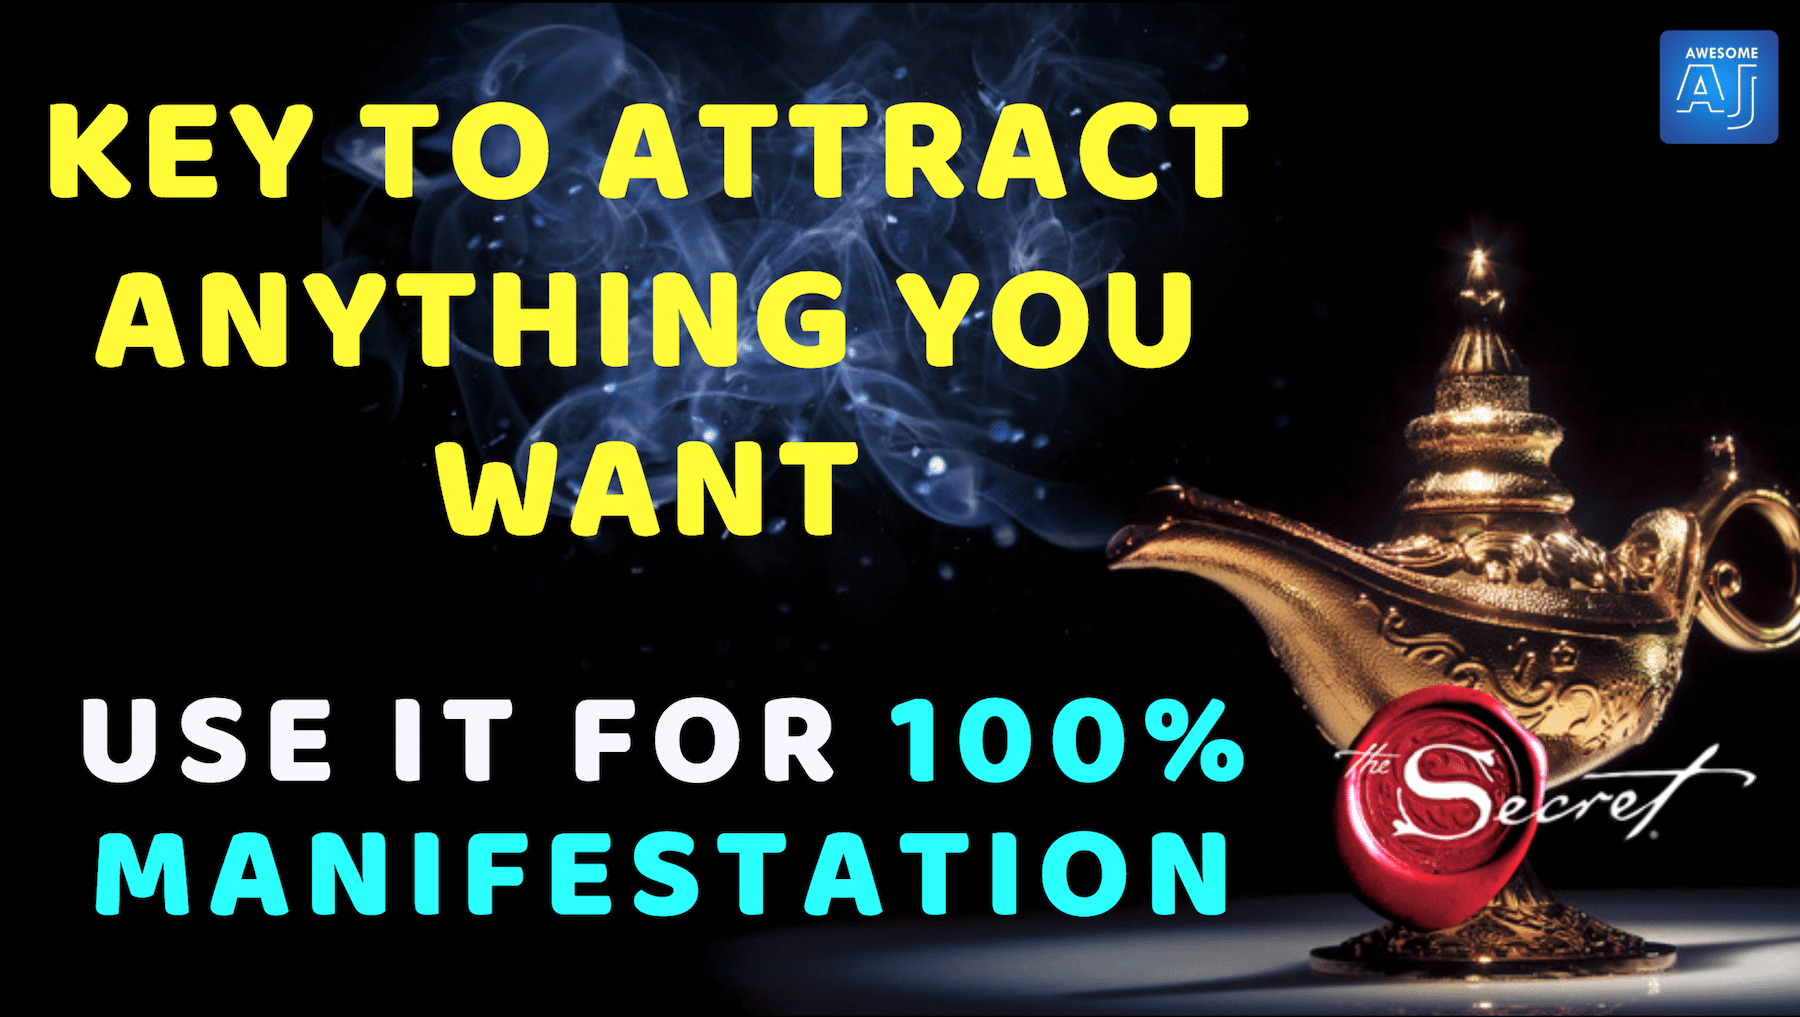 AWESOME
AJ
KEY TO ATTRACT
ANYTHING YOU
WANT
USE IT FOR 100%
MANIFESTATION
the Secret